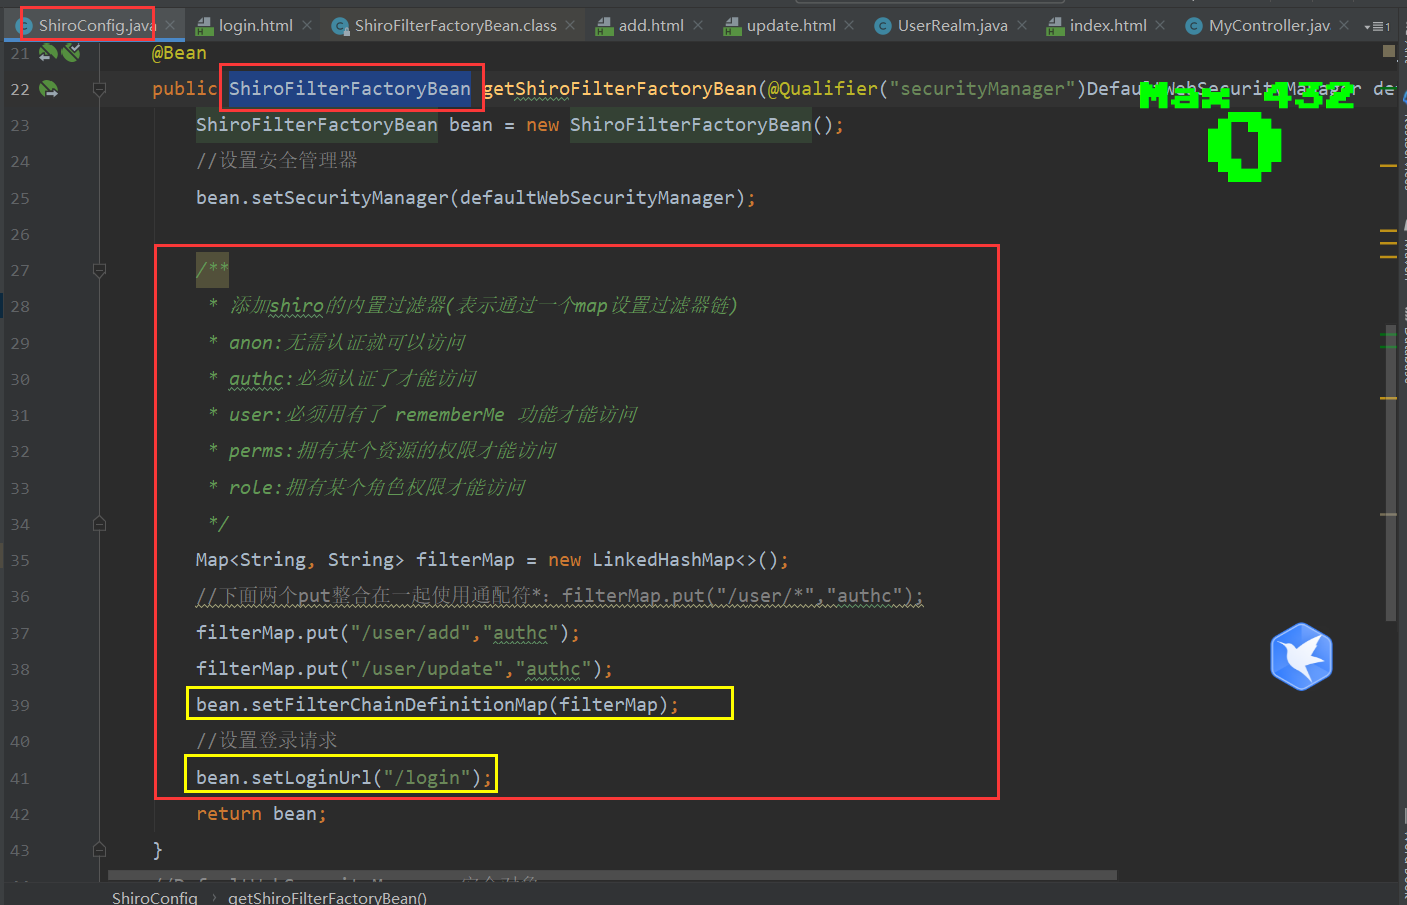 ShiroConfig.java login.html ShiroFilterFactoryBean.class add.html update.html UserRealm.java index.html MyController.jav
21 @Bean
22 public ShiroFilterFactoryBean getShiroFilterFactoryBean(@Qualifier("securityManager")DefaultWebSecurityManager de
Max 432
0
23 ShiroFilterFactoryBean bean = new ShiroFilterFactoryBean();
24 //设置安全管理器
25 bean.setSecurityManager(defaultWebSecurityManager);
26
27 /**
28 * 添加shiro的内置过滤器(表示通过一个map设置过滤器链)
29 * anon:无需认证就可以访问
30 * authc:必须认证了才能访问
31 * user:必须用有了 rememberMe 功能才能访问
32 * perms:拥有某个资源的权限才能访问
33 * role:拥有某个角色权限才能访问
34 */
35 Map<String, String> filterMap = new LinkedHashMap<>();
36 //下面两个put整合在一起使用通配符*: filterMap.put("/user/*","authc");
37 filterMap.put("/user/add","authc");
38 filterMap.put("/user/update","authc");
39 bean.setFilterChainDefinitionMap(filterMap);
40 //设置登录请求
41 bean.setLoginUrl("/login");
42 return bean;
43 }
ShiroConfig › getShiroFilterFactoryBean()